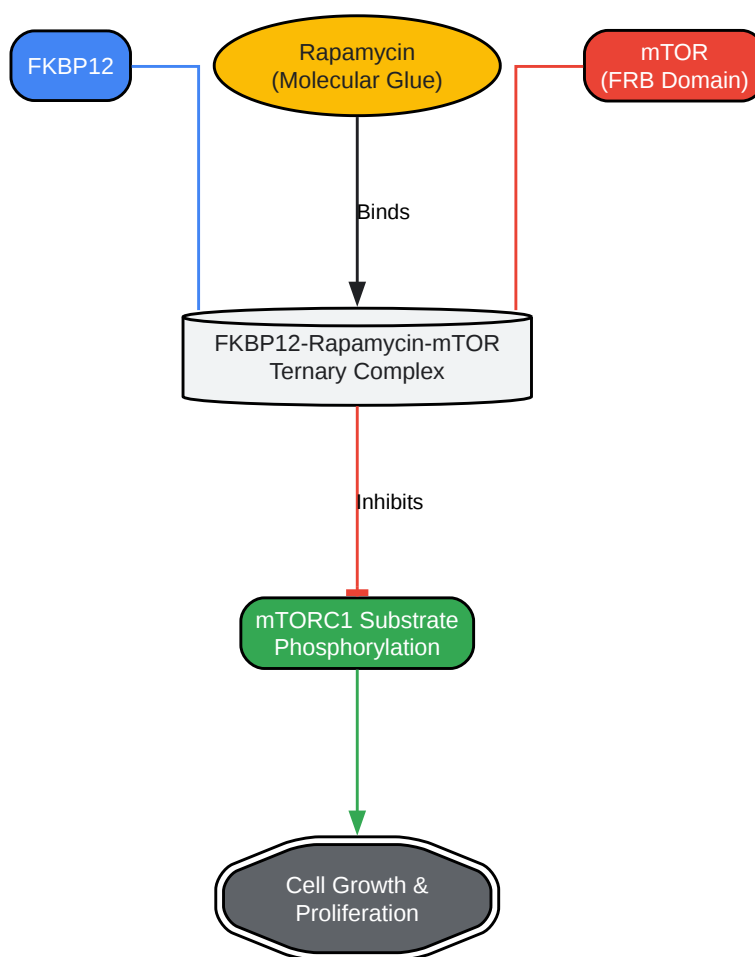 FKBP12
Rapamycin
(Molecular Glue)
mTOR
(FRB Domain)
Binds
FKBP12-Rapamycin-mTOR
Ternary Complex
Inhibits
mTORC1 Substrate
Phosphorylation
Cell Growth &
Proliferation